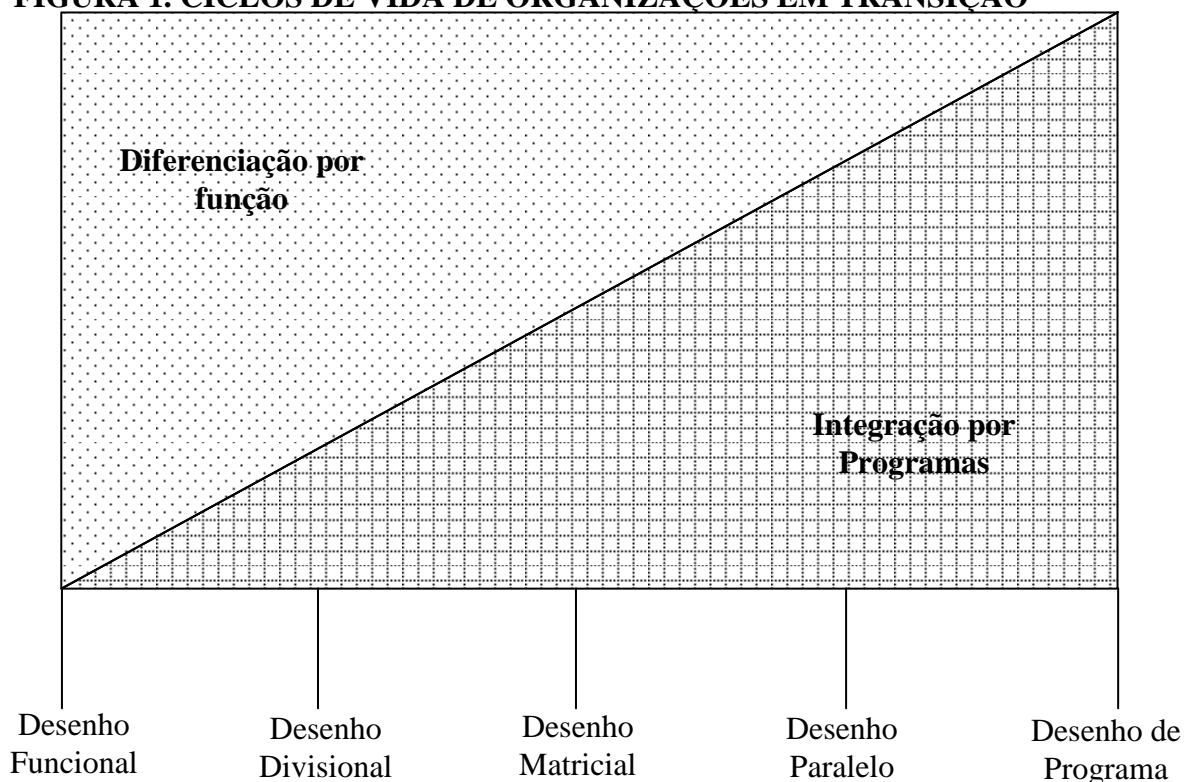 FIGURA 1: CICLOS DE VIDA DE ORGANIZAÇÕES EM TRANSIÇÃO
Diferenciação por
função
Integração por
Programas
Desenho
Funcional
Desenho
Divisional
Desenho
Matricial
Desenho
Paralelo
Desenho de
Programa